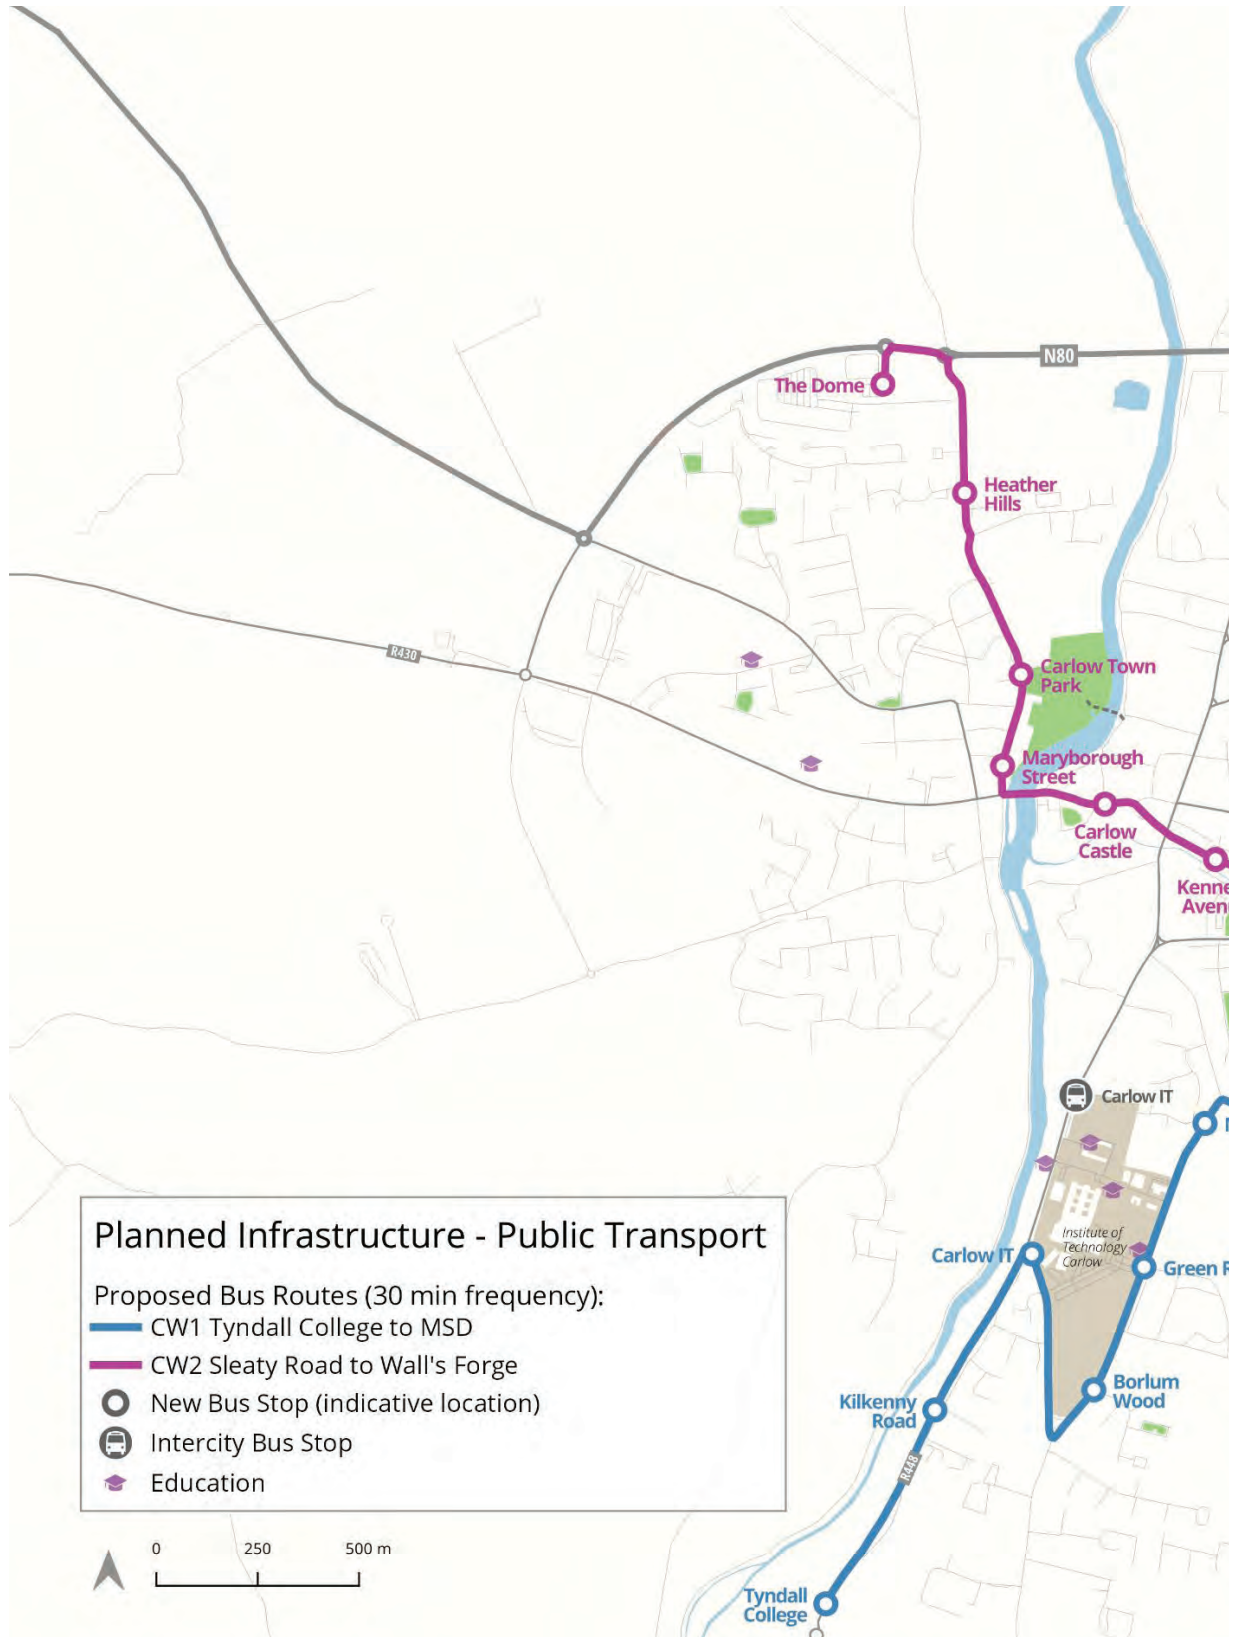 N80
The Dome
Heather
Hills
R430
Carlow Town
Park
Maryborough
Street
Carlow
Castle
Kenne
Aven
Carlow IT
Institute of
Technology
Carlow
Carlow IT
Green R
Borlum
Wood
Kilkenny
Road
R448
Tyndall
College
Planned Infrastructure - Public Transport
Proposed Bus Routes (30 min frequency):
CW1 Tyndall College to MSD
CW2 Sleaty Road to Wall's Forge
New Bus Stop (indicative location)
Intercity Bus Stop
Education
0 250 500 m